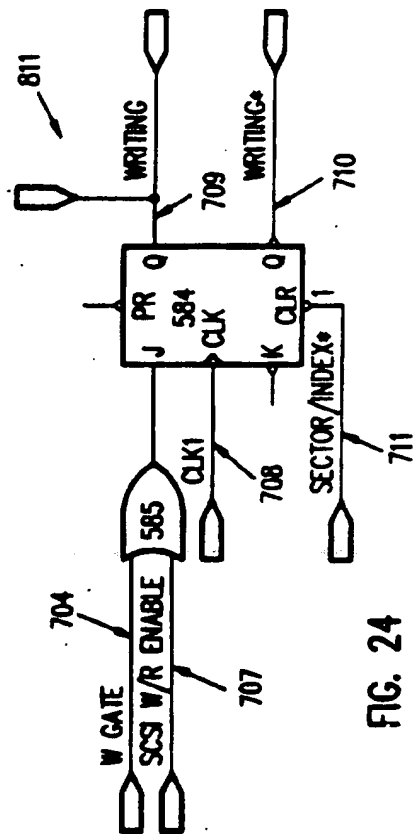 811
WRITING
709
WRITING*
710
PR
Q
584
J
CLK
Q
K
CLR
1
585
CLK1
708
SECTOR/INDEX*
711
704
W GATE
SCSI W/R ENABLE
707
FIG. 24